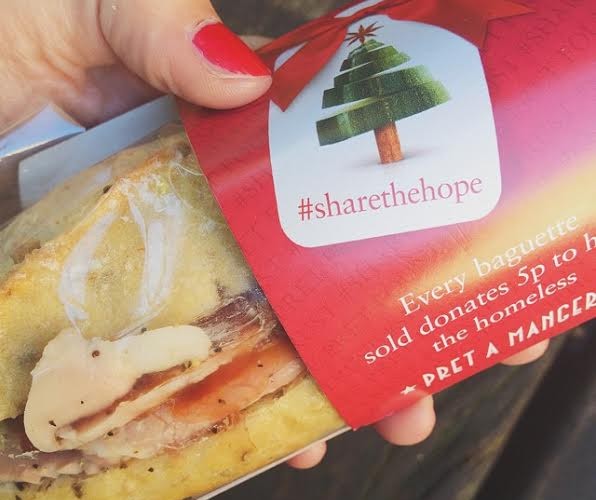 #sharethehope
Every baguette
sold donates 5p to h
the homeless
★ PRET A MANGER